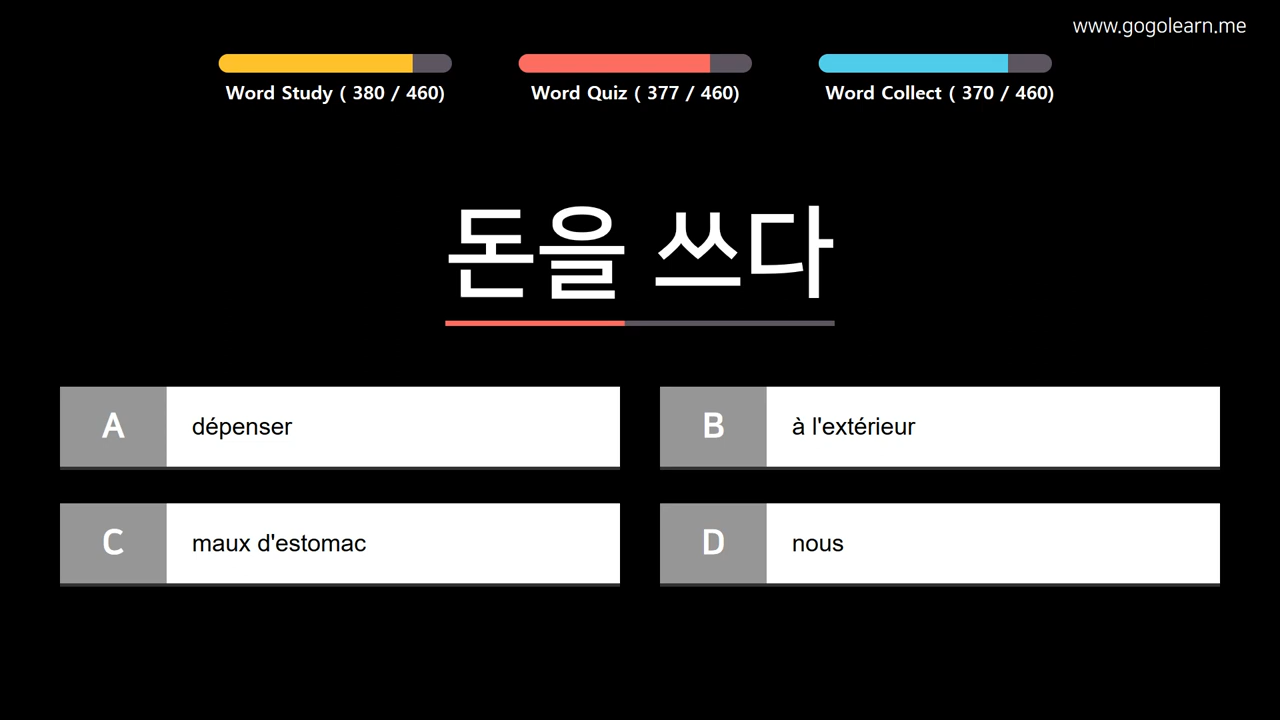 www.gogolearn.me
Word Study ( 380 / 460)
Word Quiz ( 377 / 460)
Word Collect ( 370 / 460)
돈을 쓰다
A dépenser
B à l'extérieur
C maux d'estomac
D nous